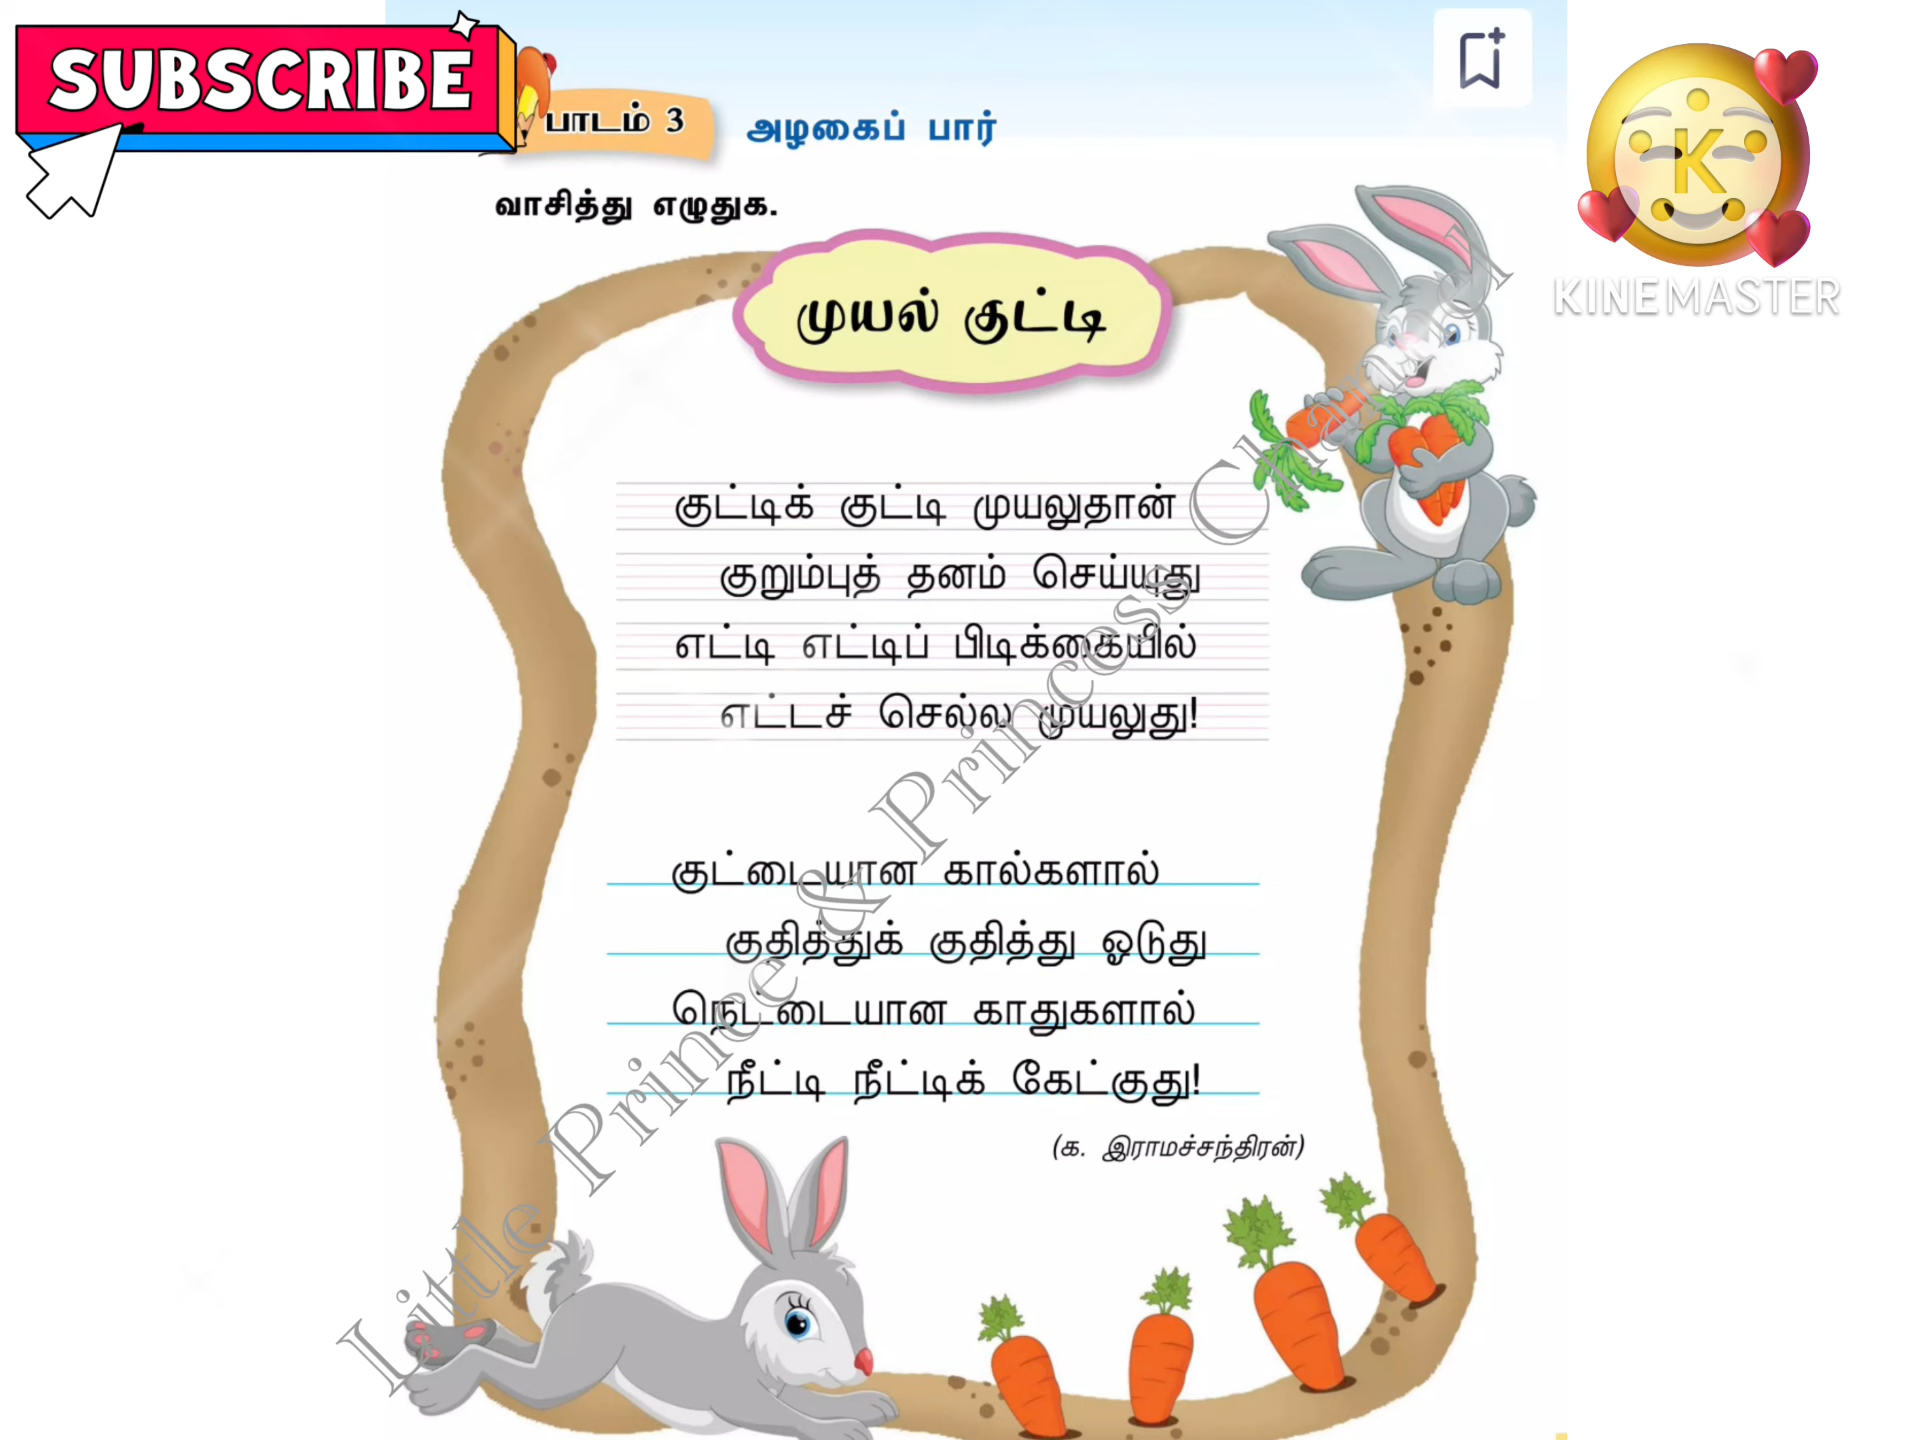 SUBSCRIBE
பாடம் 3
அழகைப் பார்
வாசித்து எழுதுக.
K
KINEMASTER
முயல் குட்டி
குட்டிக் குட்டி முயலுதான்
குறும்புத் தனம் செய்யுது
எட்டி எட்டிப் பிடிக்கையில்
எட்டச் செல்ல முயலுது!
குட்டையான கால்களால்
குதித்துக் குதித்து ஓடுது
நெட்டையான காதுகளால்
நீட்டி நீட்டிக் கேட்குது!
(க. இராமச்சந்திரன்)
Little Prince & Princess Channel